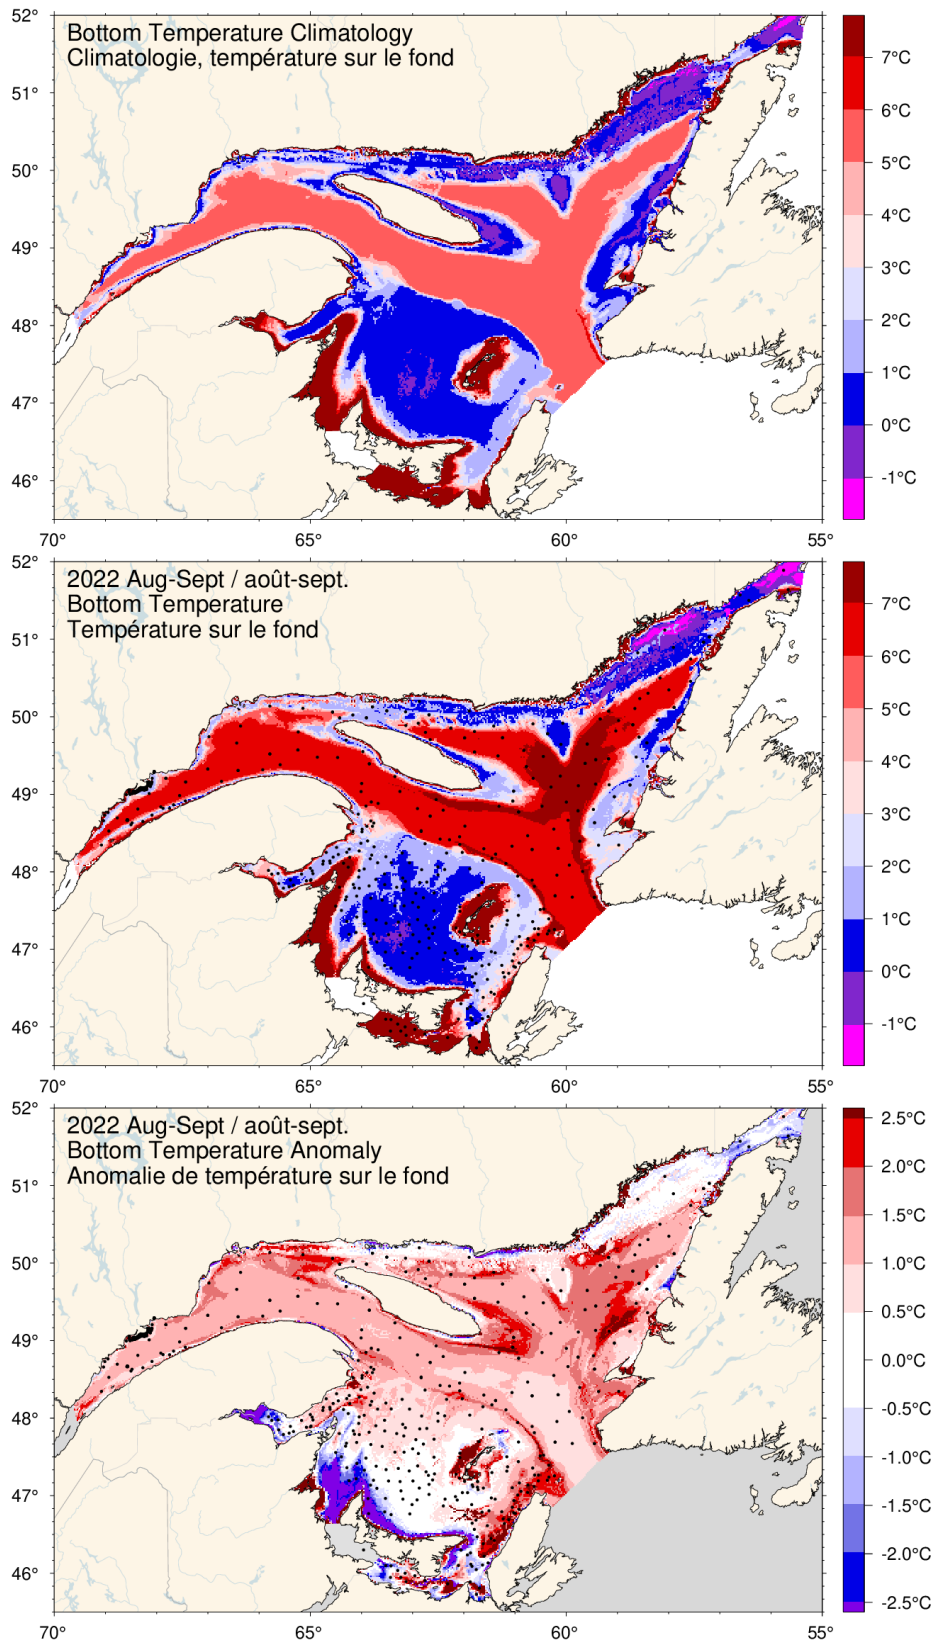 Bottom Temperature Climatology
Climatologie, température sur le fond
52°
51°
50°
49°
48°
47°
46°
70°
65°
60°
55°
7°C
6°C
5°C
4°C
3°C
2°C
1°C
0°C
-1°C
2022 Aug-Sept / août-sept.
Bottom Temperature
Température sur le fond
52°
51°
50°
49°
48°
47°
46°
70°
65°
60°
55°
7°C
6°C
5°C
4°C
3°C
2°C
1°C
0°C
-1°C
2022 Aug-Sept / août-sept.
Bottom Temperature Anomaly
Anomalie de température sur le fond
52°
51°
50°
49°
48°
47°
46°
70°
65°
60°
55°
2.5°C
2.0°C
1.5°C
1.0°C
0.5°C
0.0°C
-0.5°C
-1.0°C
-1.5°C
-2.0°C
-2.5°C